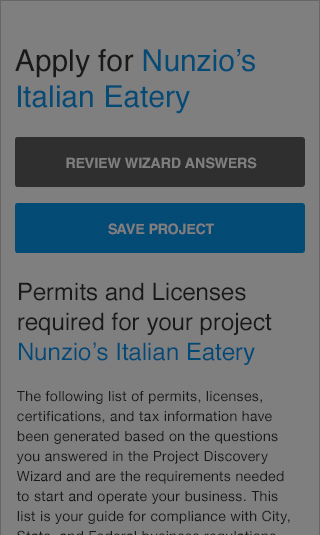 Apply for Nunzio’s
Italian Eatery
REVIEW WIZARD ANSWERS
SAVE PROJECT
Permits and Licenses
required for your project
Nunzio’s Italian Eatery
The following list of permits, licenses,
certifications, and tax information have
been generated based on the questions
you answered in the Project Discovery
Wizard and are the requirements needed
to start and operate your business. This
list is your guide for compliance with City,
State, and Federal business regulations